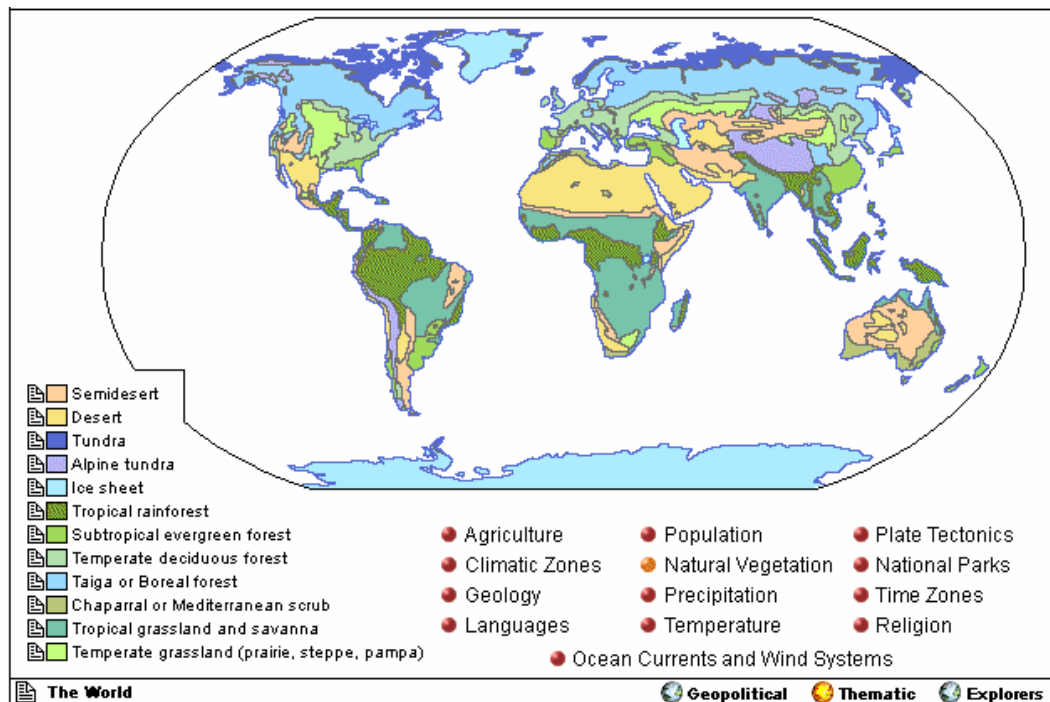 Semidesert
Desert
Tundra
Alpine tundra
Ice sheet
Tropical rainforest
Subtropical evergreen forest
Temperate deciduous forest
Taiga or Boreal forest
Chaparral or Mediterranean scrub
Tropical grassland and savanna
Temperate grassland (prairie, steppe, pampa)
Agriculture Population Plate Tectonics
Climatic Zones Natural Vegetation National Parks
Geology Precipitation Time Zones
Languages Temperature Religion
Ocean Currents and Wind Systems
The World Geopolitical Thematic Explorers